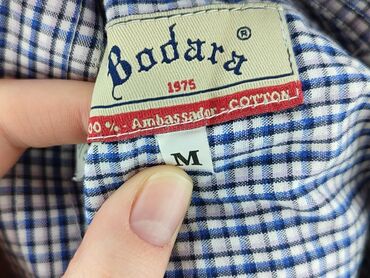 Bodara ®
1975
00 % - Ambassador - COTTON
M